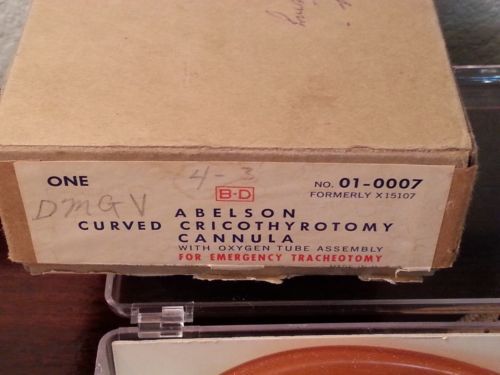 ONE
4-3
B-D
NO. 01-0007
FORMERLY X15107
DMGV
ABELSON
CURVED CRICOTHYROTOMY
CANNULA
WITH OXYGEN TUBE ASSEMBLY
FOR EMERGENCY TRACHEOTOMY
MADE